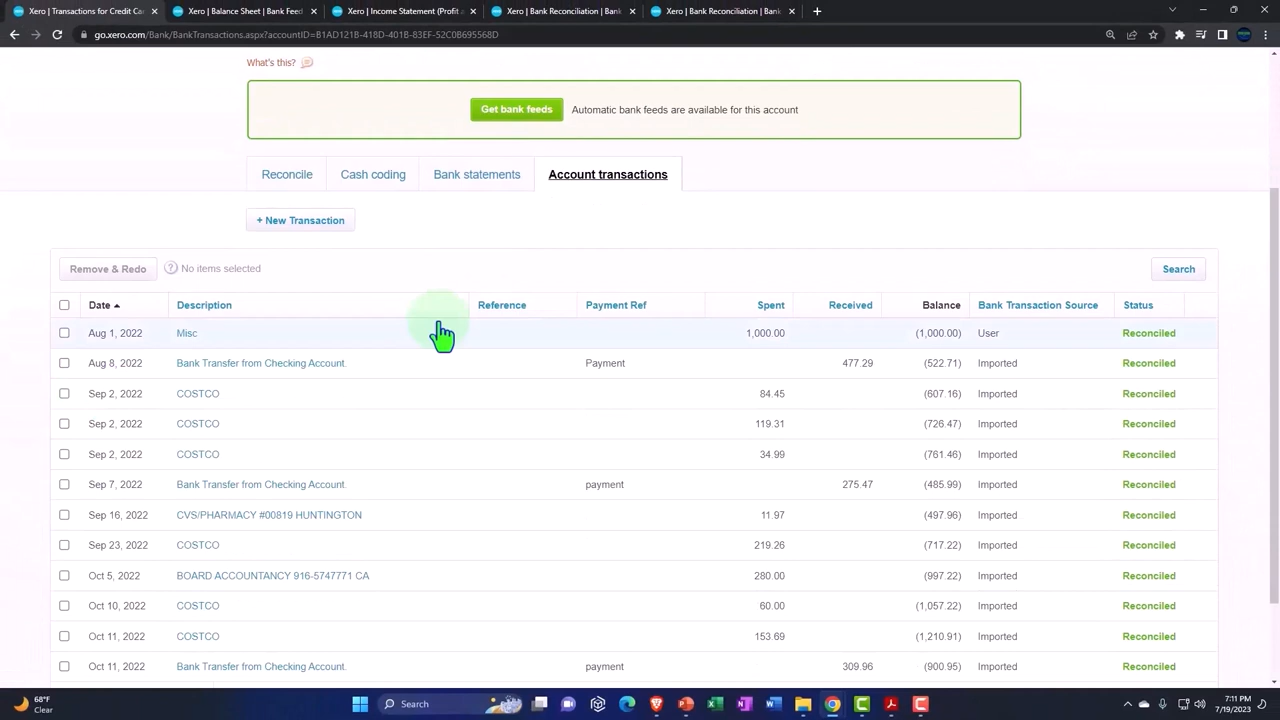 Xero | Transactions for Credit Ca
Xero | Balance Sheet | Bank Feed
Xero | Income Statement (Profit a
Xero | Bank Reconciliation | Bank
Xero | Bank Reconciliation | Bank
go.xero.com/Bank/BankTransactions.aspx?accountID=B1AD121B-418D-401B-83EF-52C0B695568D
What's this?
Get bank feeds Automatic bank feeds are available for this account
Reconcile Cash coding Bank statements Account transactions
+ New Transaction
Remove & Redo ? No items selected Search
Date Description Reference Payment Ref Spent Received Balance Bank Transaction Source Status
Aug 1, 2022 Misc 1,000.00 (1,000.00) User Reconciled
Aug 8, 2022 Bank Transfer from Checking Account. Payment 477.29 (522.71) Imported Reconciled
Sep 2, 2022 COSTCO 84.45 (607.16) Imported Reconciled
Sep 2, 2022 COSTCO 119.31 (726.47) Imported Reconciled
Sep 2, 2022 COSTCO 34.99 (761.46) Imported Reconciled
Sep 7, 2022 Bank Transfer from Checking Account. payment 275.47 (485.99) Imported Reconciled
Sep 16, 2022 CVS/PHARMACY #00819 HUNTINGTON 11.97 (497.96) Imported Reconciled
Sep 23, 2022 COSTCO 219.26 (717.22) Imported Reconciled
Oct 5, 2022 BOARD ACCOUNTANCY 916-5747771 CA 280.00 (997.22) Imported Reconciled
Oct 10, 2022 COSTCO 60.00 (1,057.22) Imported Reconciled
Oct 11, 2022 COSTCO 153.69 (1,210.91) Imported Reconciled
Oct 11, 2022 Bank Transfer from Checking Account. payment 309.96 (900.95) Imported Reconciled
68°F
Clear
Search
9:11 PM
7/19/2023